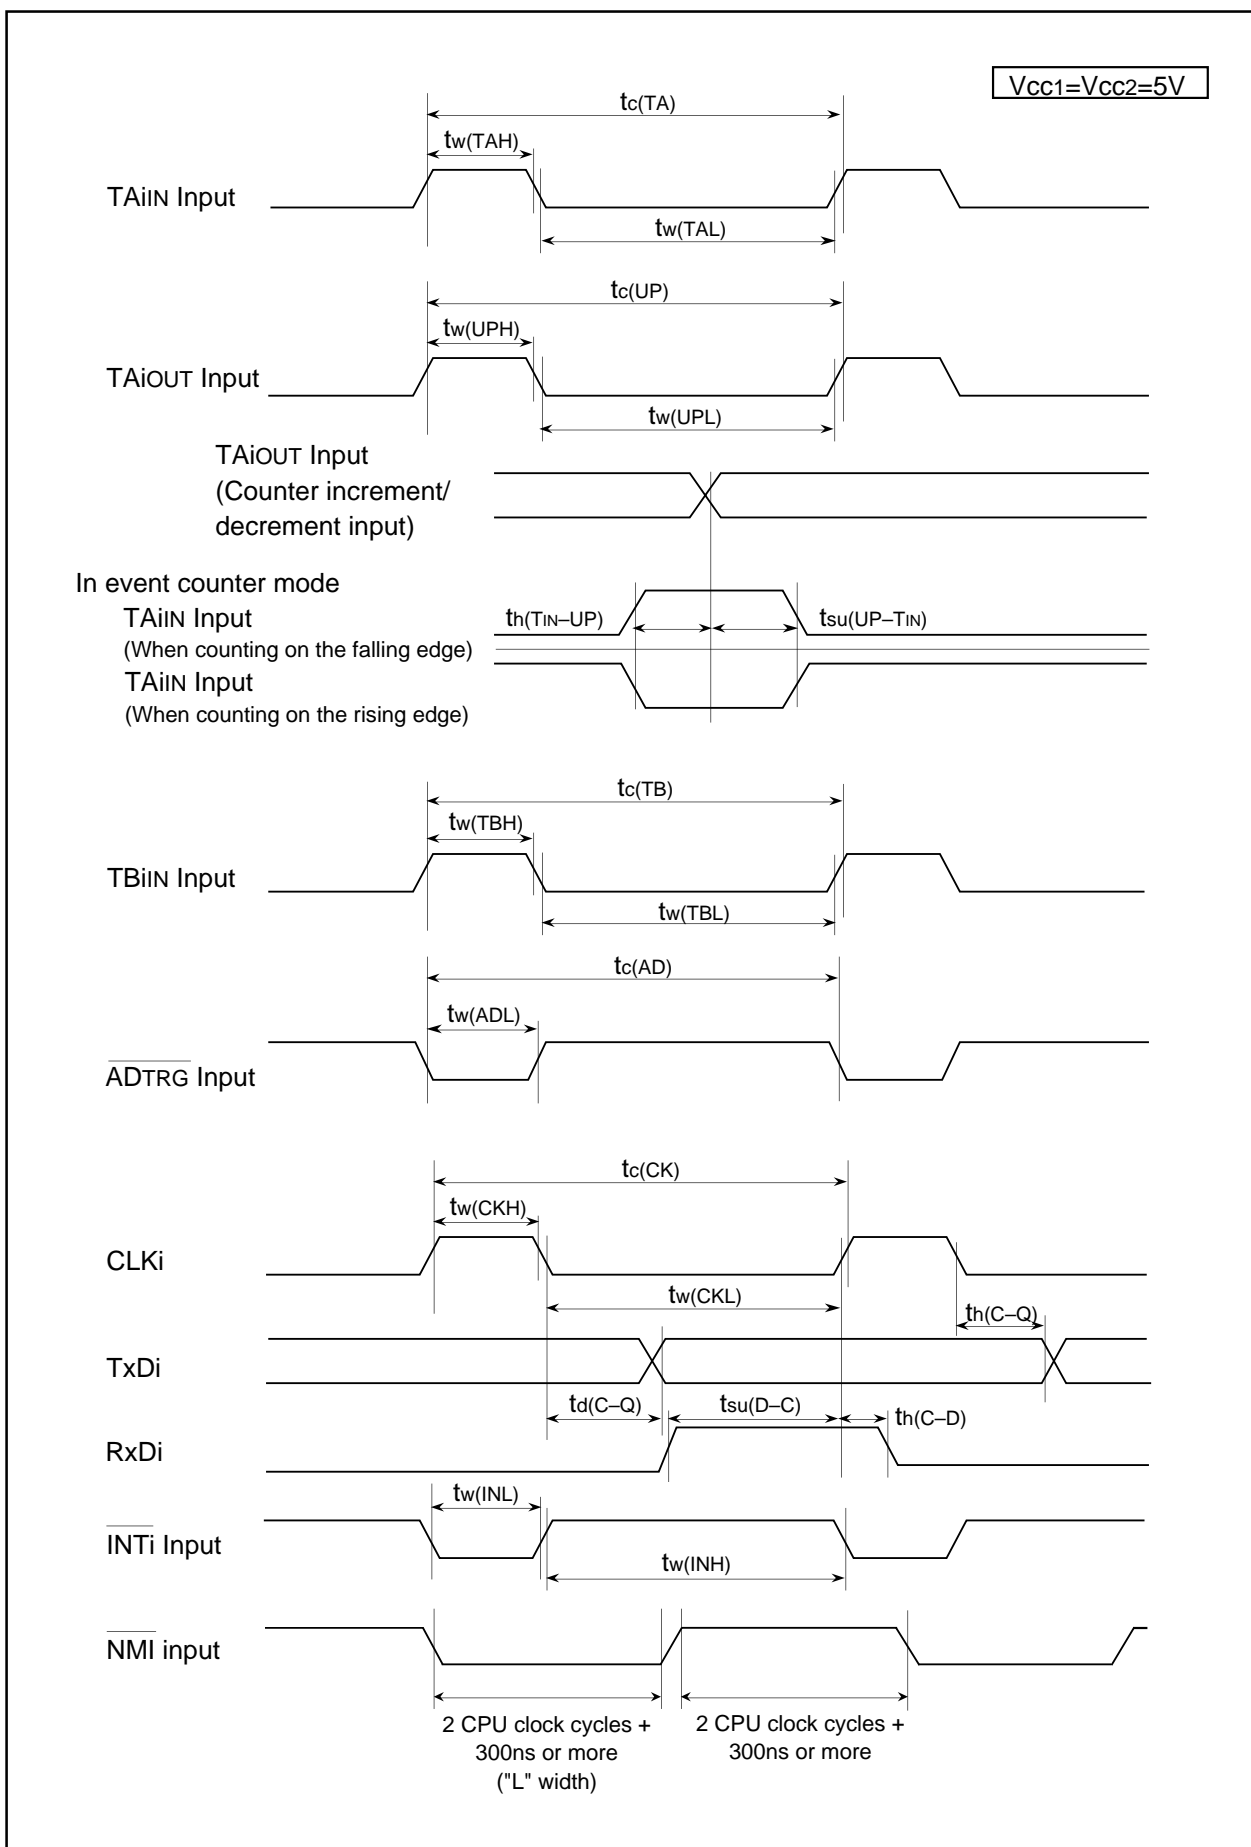 Vcc1=Vcc2=5V
tc(TA)
tw(TAH)
TAiIN Input
tw(TAL)
tc(UP)
tw(UPH)
TAiOUT Input
tw(UPL)
TAiOUT Input
(Counter increment/
decrement input)
In event counter mode
TAiIN Input
th(TIN–UP)
tsu(UP–TIN)
(When counting on the falling edge)
TAiIN Input
(When counting on the rising edge)
tc(TB)
tw(TBH)
TBiIN Input
tw(TBL)
tc(AD)
tw(ADL)
ADTRG Input
tc(CK)
tw(CKH)
CLKi
tw(CKL)
th(C–Q)
TxDi
td(C–Q)
tsu(D–C)
th(C–D)
RxDi
tw(INL)
INTi Input
tw(INH)
NMI input
2 CPU clock cycles +
300ns or more
("L" width)
2 CPU clock cycles +
300ns or more